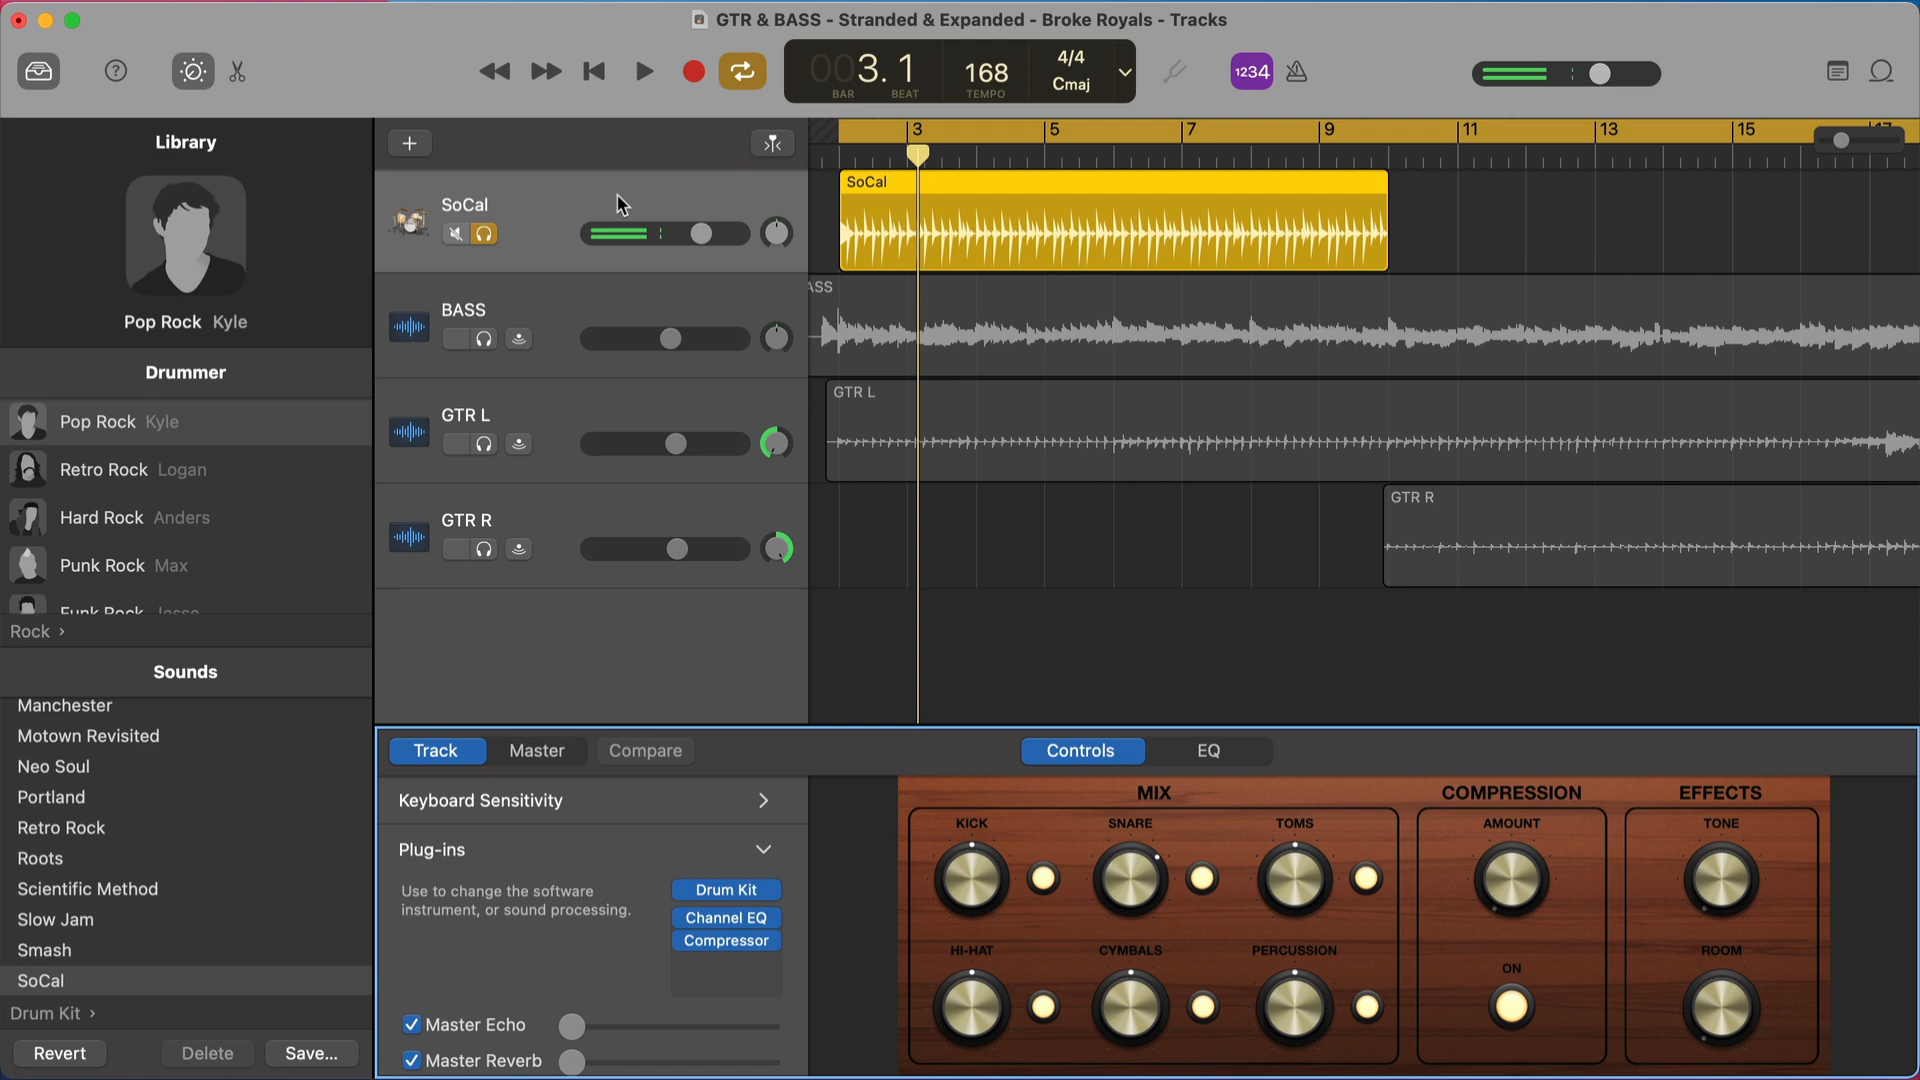 GTR & BASS - Stranded & Expanded - Broke Royals - Tracks
003. 1
BAR
BEAT
168
TEMPO
4/4
Cmaj
1234
Library
Pop Rock Kyle
Drummer
Pop Rock Kyle
Retro Rock Logan
Hard Rock Anders
Punk Rock Max
Funk Rock Jesse
Rock
Sounds
Manchester
Motown Revisited
Neo Soul
Portland
Retro Rock
Roots
Scientific Method
Slow Jam
Smash
SoCal
Drum Kit
Revert
Delete
Save...
SoCal
BASS
GTR L
GTR R
3
5
7
9
11
13
15
17
SoCal
ASS
GTR L
GTR R
Track
Master
Compare
Controls
EQ
Keyboard Sensitivity
Plug-ins
Use to change the software
instrument, or sound processing.
Drum Kit
Channel EQ
Compressor
Master Echo
Master Reverb
MIX
COMPRESSION
EFFECTS
KICK
SNARE
TOMS
AMOUNT
TONE
HI-HAT
CYMBALS
PERCUSSION
ON
ROOM